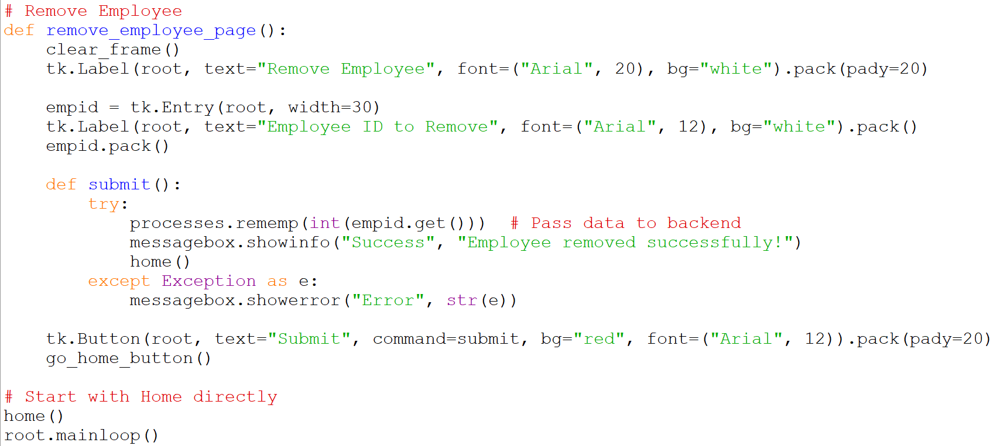 # Remove Employee
def remove_employee_page():
    clear_frame()
    tk.Label(root, text="Remove Employee", font=("Arial", 20), bg="white").pack(pady=20)

    empid = tk.Entry(root, width=30)
    tk.Label(root, text="Employee ID to Remove", font=("Arial", 12), bg="white").pack()
    empid.pack()

    def submit():
        try:
            processes.rememp(int(empid.get()))  # Pass data to backend
            messagebox.showinfo("Success", "Employee removed successfully!")
            home()
        except Exception as e:
            messagebox.showerror("Error", str(e))

    tk.Button(root, text="Submit", command=submit, bg="red", font=("Arial", 12)).pack(pady=20)
    go_home_button()

# Start with Home directly
home()
root.mainloop()